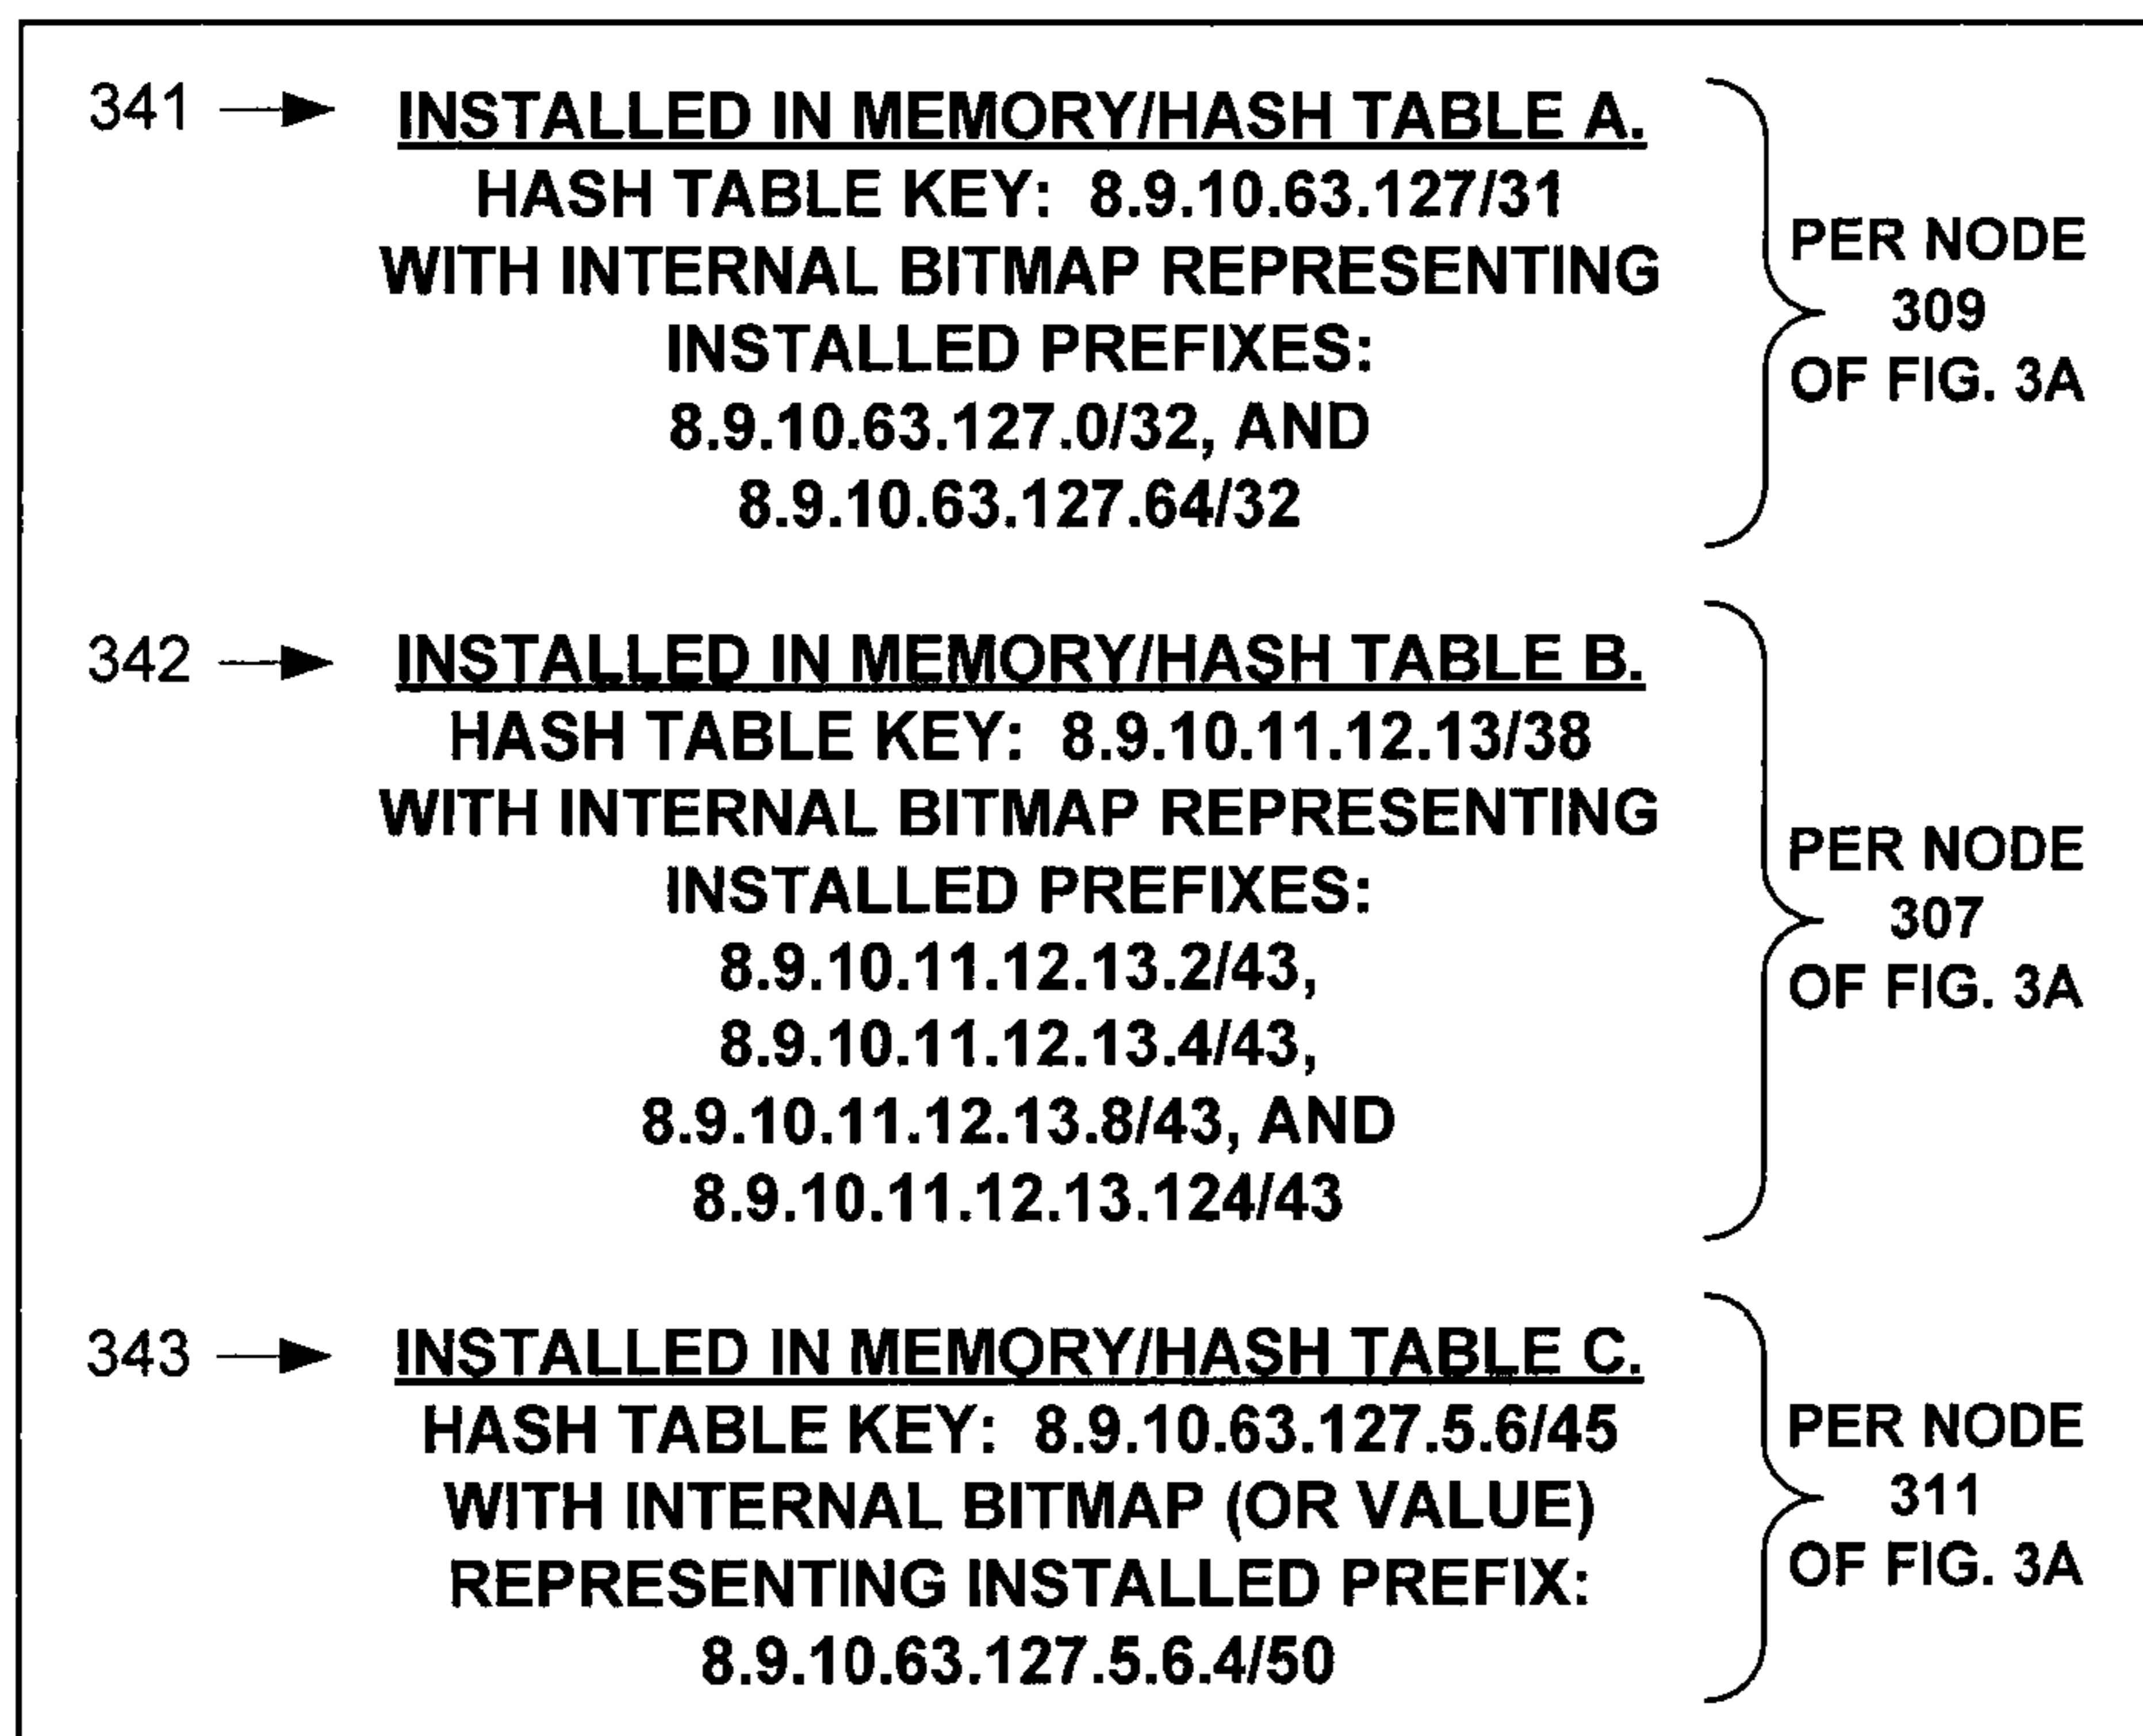 341
INSTALLED IN MEMORY/HASH TABLE A.
HASH TABLE KEY: 8.9.10.63.127/31
WITH INTERNAL BITMAP REPRESENTING
INSTALLED PREFIXES:
8.9.10.63.127.0/32, AND
8.9.10.63.127.64/32
PER NODE
309
OF FIG. 3A
342
INSTALLED IN MEMORY/HASH TABLE B.
HASH TABLE KEY: 8.9.10.11.12.13/38
WITH INTERNAL BITMAP REPRESENTING
INSTALLED PREFIXES:
8.9.10.11.12.13.2/43,
8.9.10.11.12.13.4/43,
8.9.10.11.12.13.8/43, AND
8.9.10.11.12.13.124/43
PER NODE
307
OF FIG. 3A
343
INSTALLED IN MEMORY/HASH TABLE C.
HASH TABLE KEY: 8.9.10.63.127.5.6/45
WITH INTERNAL BITMAP (OR VALUE)
REPRESENTING INSTALLED PREFIX:
8.9.10.63.127.5.6.4/50
PER NODE
311
OF FIG. 3A